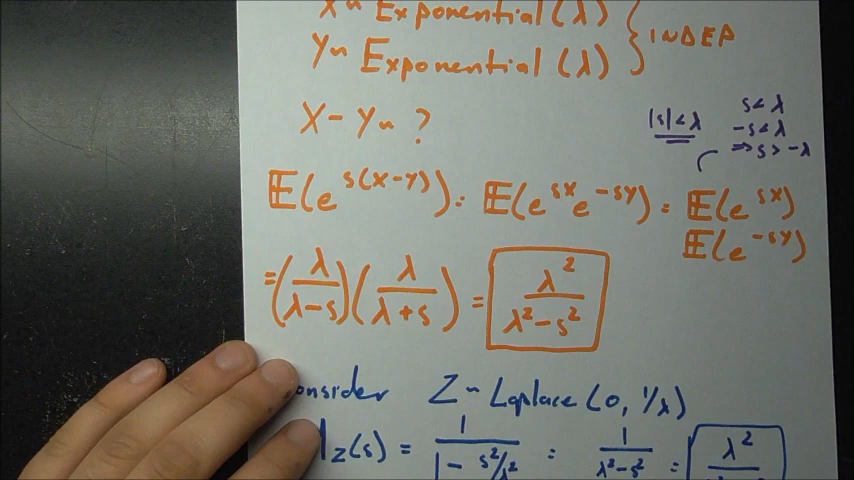 X ~ Exponential (λ)
Y ~ Exponential (λ) } INDEP
X - Y ~ ?
|s| < λ
s < λ
-s < λ
⇒ s > -λ
𝔼(e^{s(X-Y)}) = 𝔼(e^{sX} e^{-sY}) = 𝔼(e^{sX})
𝔼(e^{-sY})
= (λ/(λ-s)) (λ/(λ+s)) = λ²/(λ²-s²)
onsider Z ~ Laplace (0, 1/λ)
_Z(s) = 1/(1 - s²/λ²) = 1/(λ²-s²) = λ²